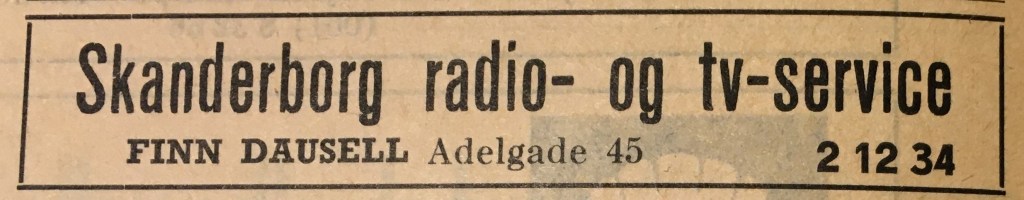 Skanderborg radio- og tv-service
FINN DAUSELL Adelgade 45 2 12 34